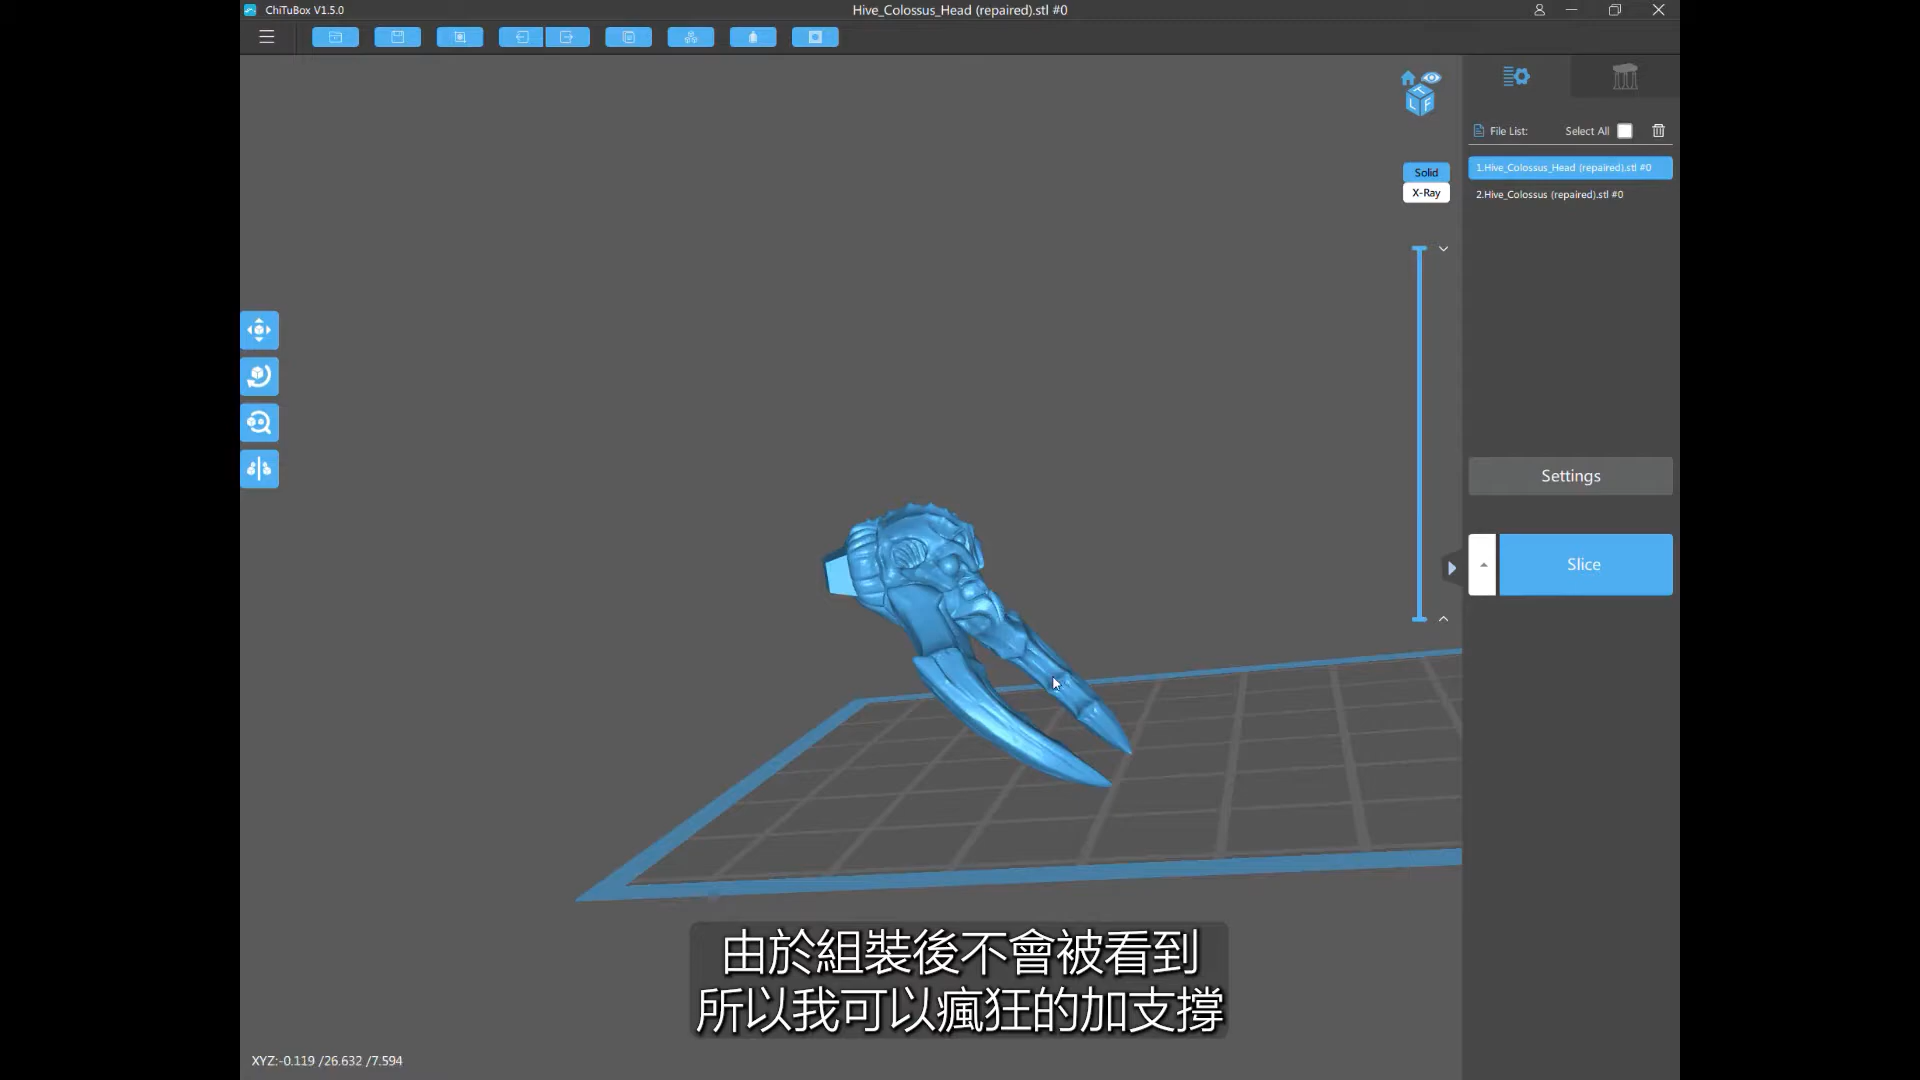 ChiTuBox V1.5.0
Hive_Colossus_Head (repaired).stl #0
T
L F
File List:
Select All
Solid
X-Ray
1.Hive_Colossus_Head (repaired).stl #0
2.Hive_Colossus (repaired).stl #0
Settings
Slice
由於組裝後不會被看到
所以我可以瘋狂的加支撐
XYZ:-0.119 /26.632 /7.594